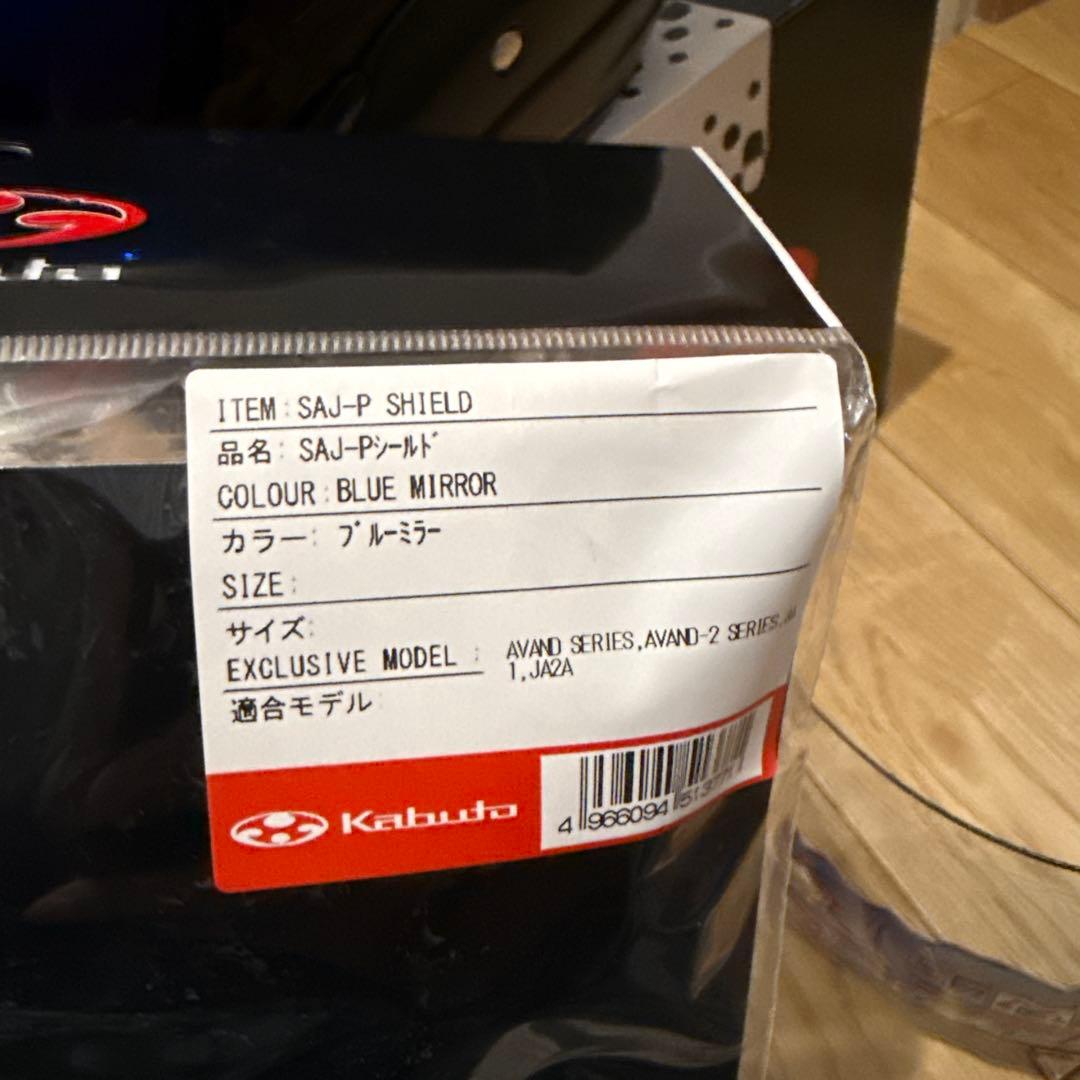 ITEM : SAJ-P SHIELD
品名: SAJ-Pｼｰﾙﾄﾞ
COLOUR : BLUE MIRROR
カラー: ﾌﾞﾙｰﾐﾗｰ
SIZE :
サイズ:
EXCLUSIVE MODEL : AVAND SERIES,AVAND-2 SERIES,
1,JA2A
適合モデル:
Kabuto
4 966094